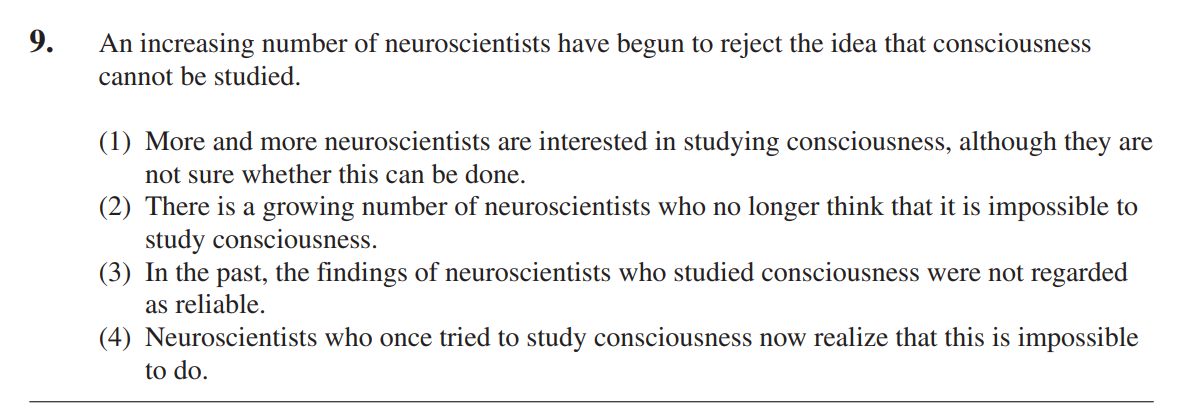 9. An increasing number of neuroscientists have begun to reject the idea that consciousness
cannot be studied.
(1) More and more neuroscientists are interested in studying consciousness, although they are
not sure whether this can be done.
(2) There is a growing number of neuroscientists who no longer think that it is impossible to
study consciousness.
(3) In the past, the findings of neuroscientists who studied consciousness were not regarded
as reliable.
(4) Neuroscientists who once tried to study consciousness now realize that this is impossible
to do.